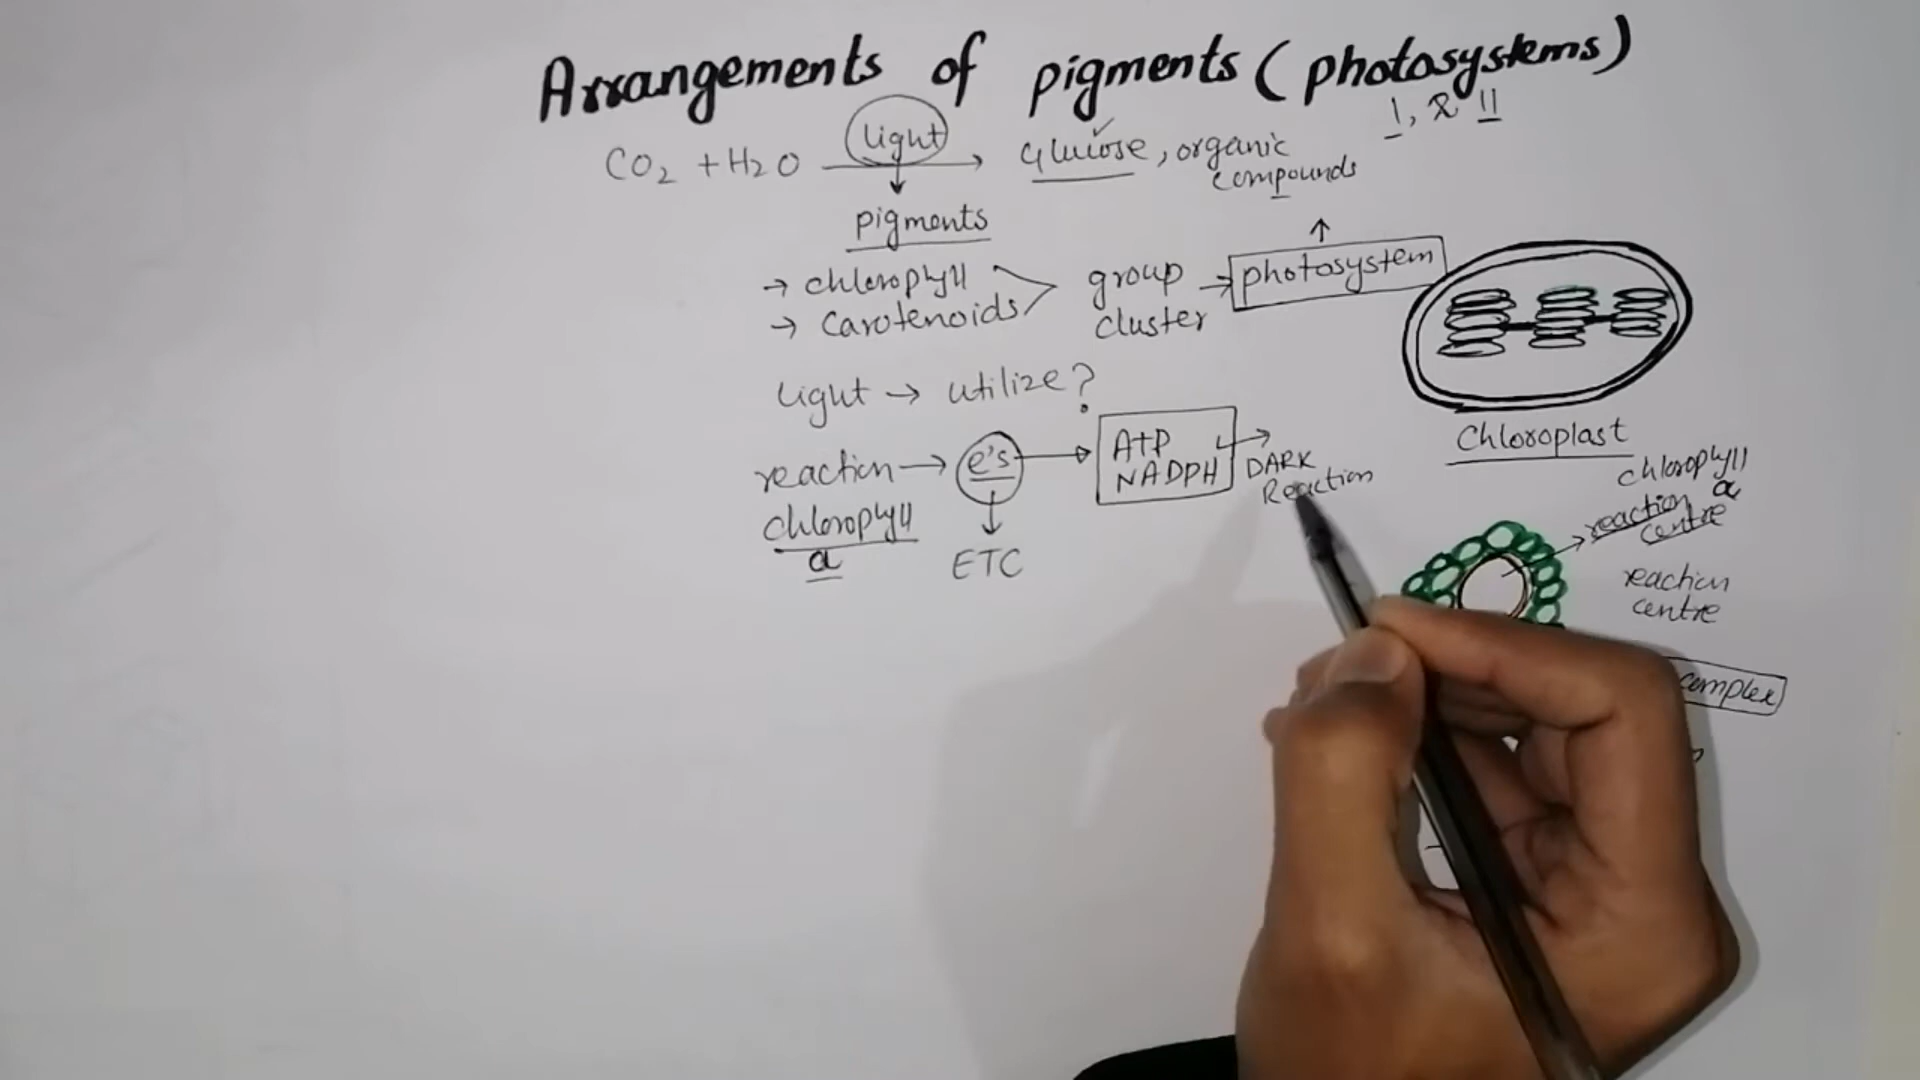 Arrangements of pigments (photosystems)
I, & II
CO2 + H2O light → Glucose, organic
compounds
pigments
→ chlorophyll
→ carotenoids
group
cluster
→ photosystem
light → utilize?
reaction → e's → ATP
NADPH → DARK
Reaction
chlorophyll
a
ETC
Chloroplast
chlorophyll
a
reaction
centre
reaction
centre
complex